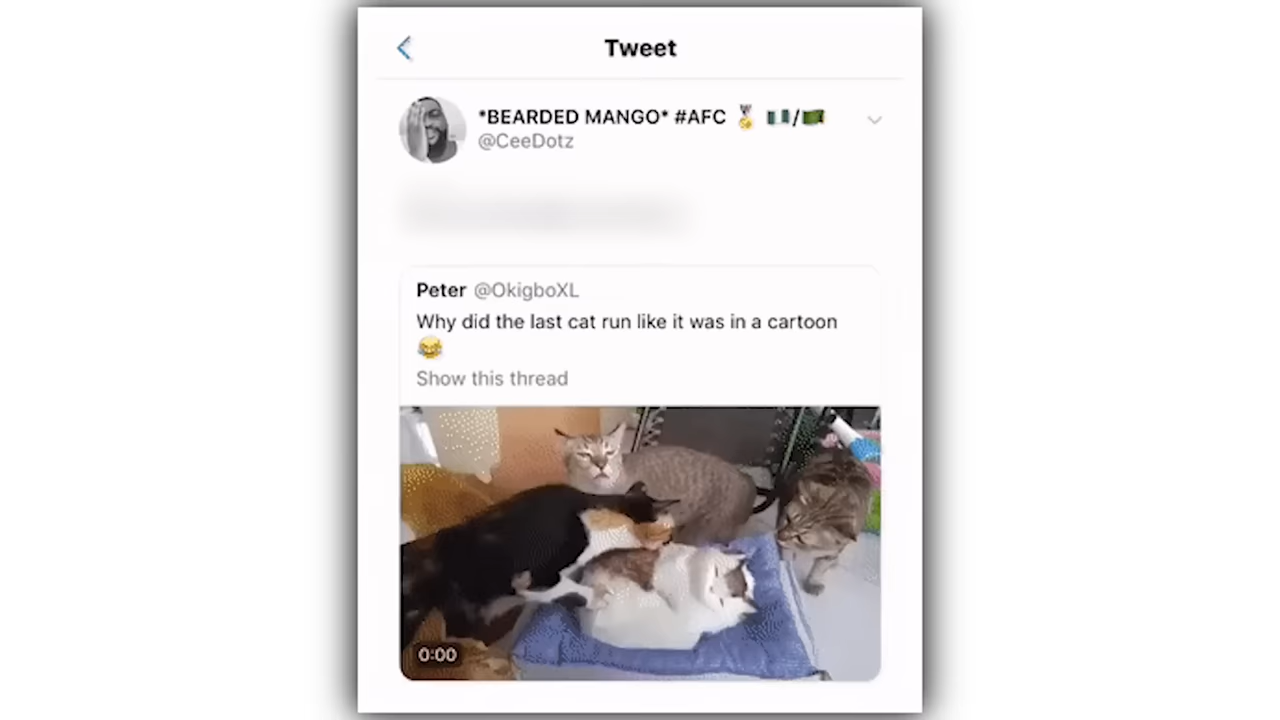 Tweet
*BEARDED MANGO* #AFC 🏅 🇳🇬/🇿🇲
@CeeDotz
Peter @OkigboXL
Why did the last cat run like it was in a cartoon
😂
Show this thread
0:00